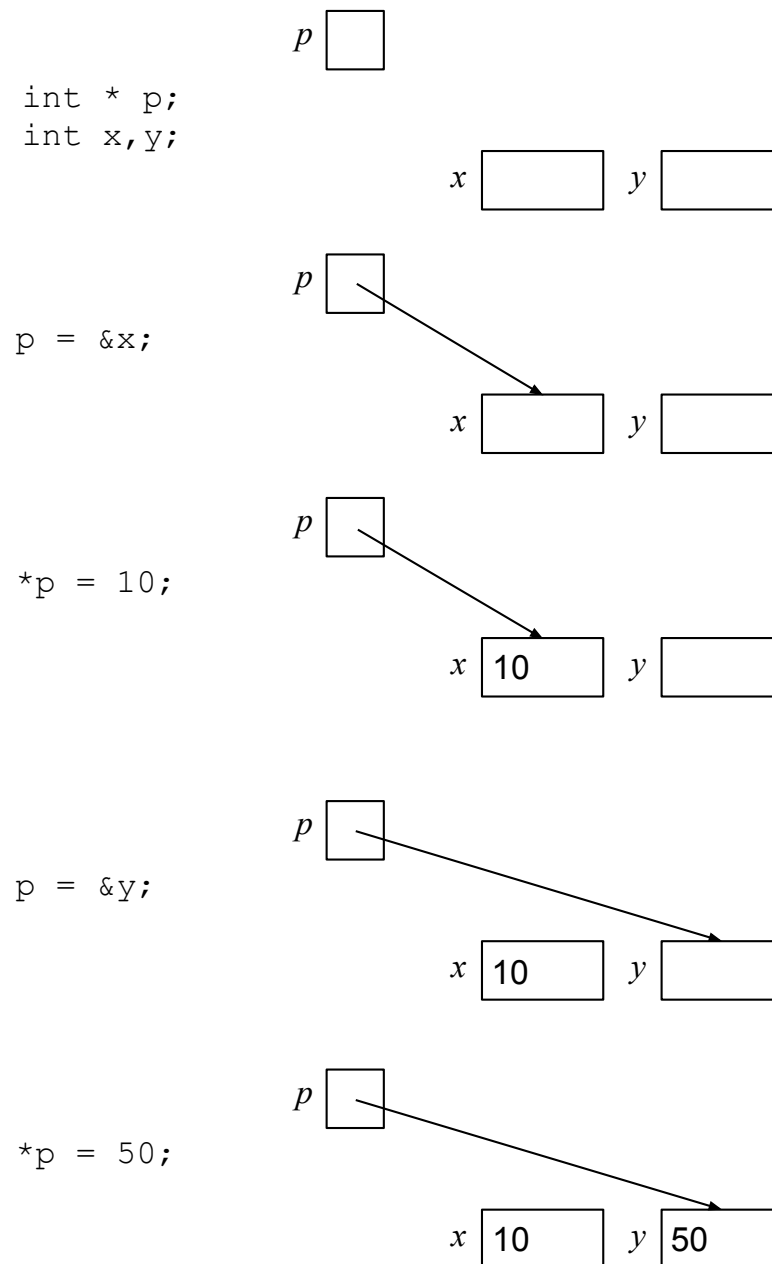 p
int * p;
int x,y;
x y
p
p = &x;
x y
p
*p = 10;
x 10 y
p
p = &y;
x 10 y
p
*p = 50;
x 10 y 50